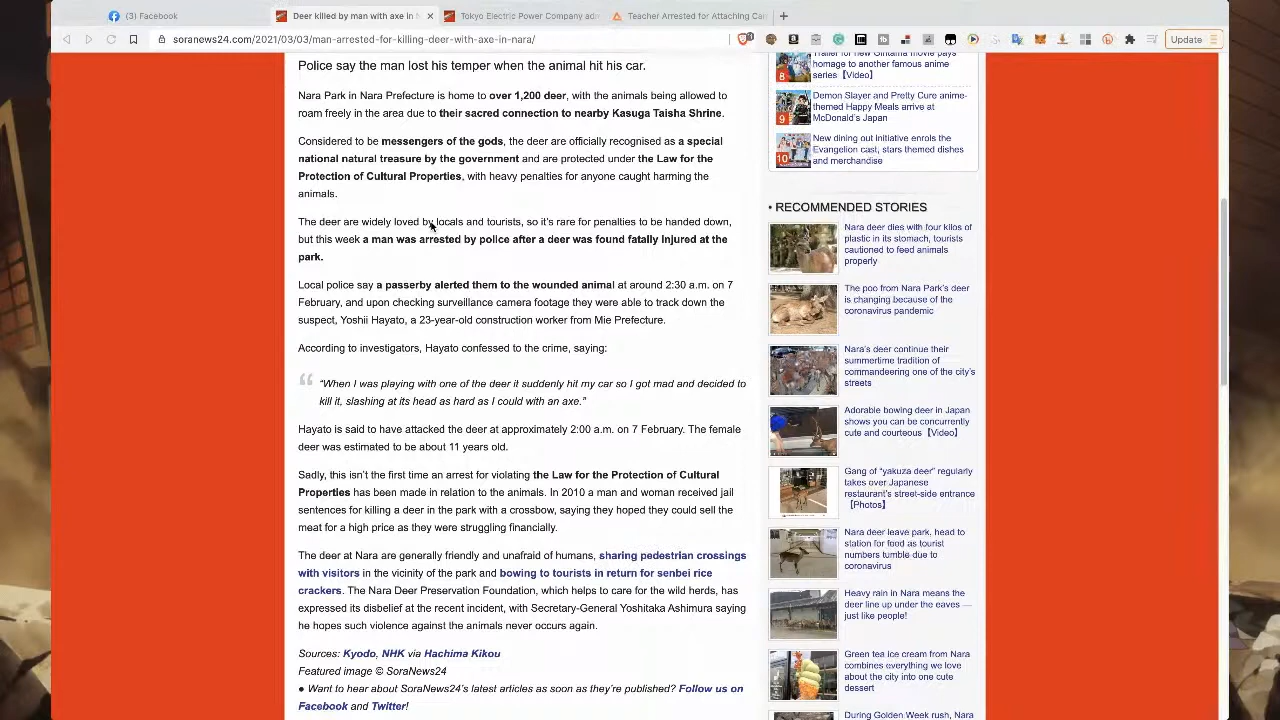 (3) Facebook
Deer killed by man with axe in N
Tokyo Electric Power Company adm
Teacher Arrested for Attaching Cam
soranews24.com/2021/03/03/man-arrested-for-killing-deer-with-axe-in-nara/
Update
Police say the man lost his temper when the animal hit his car.
Nara Park in Nara Prefecture is home to over 1,200 deer, with the animals being allowed to
roam freely in the area due to their sacred connection to nearby Kasuga Taisha Shrine.
Considered to be messengers of the gods, the deer are officially recognised as a special
national natural treasure by the government and are protected under the Law for the
Protection of Cultural Properties, with heavy penalties for anyone caught harming the
animals.
The deer are widely loved by locals and tourists, so it's rare for penalties to be handed down,
but this week a man was arrested by police after a deer was found fatally injured at the
park.
Local police say a passerby alerted them to the wounded animal at around 2:30 a.m. on 7
February, and upon checking surveillance camera footage they were able to track down the
suspect, Yoshii Hayato, a 23-year-old construction worker from Mie Prefecture.
According to investigators, Hayato confessed to the crime, saying:
"When I was playing with one of the deer it suddenly hit my car so I got mad and decided to
kill it, slashing at its head as hard as I could with an axe."
Hayato is said to have attacked the deer at approximately 2:00 a.m. on 7 February. The female
deer was estimated to be about 11 years old.
Sadly, it's not the first time an arrest for violating the Law for the Protection of Cultural
Properties has been made in relation to the animals. In 2010 a man and woman received jail
sentences for killing a deer in the park with a crossbow, saying they hoped they could sell the
meat for a high price as they were struggling to make ends meet.
The deer at Nara are generally friendly and unafraid of humans, sharing pedestrian crossings
with visitors in the vicinity of the park and bowing to tourists in return for senbei rice
crackers. The Nara Deer Preservation Foundation, which helps to care for the wild herds, has
expressed shock and sadness at the recent incident, with Secretary-General Yoshitaka Ashimura saying
he hopes such violence against the animals never occurs again.
Sources: Kyodo, NHK via Hachima Kikou
Featured image © SoraNews24
● Want to hear about SoraNews24's latest articles as soon as they're published? Follow us on
Facebook and Twitter!
8
Trailer for new Gintama movie pays
homage to another famous anime
series【Video】
9
Demon Slayer and Pretty Cure anime-
themed Happy Meals arrive at
McDonald's Japan
10
New dining out initiative enrols the
Evangelion cast, stars themed dishes
and merchandise
• RECOMMENDED STORIES
Nara deer dies with four kilos of
plastic in its stomach, tourists
cautioned to feed animals
properly
The poo from Nara Park's deer
is changing because of the
coronavirus pandemic
Nara's deer continue their
summertime tradition of
commandeering one of the city's
streets
Adorable bowing deer in Japan
shows you can be concurrently
cute and courteous【Video】
Gang of "yakuza deer" regularly
takes over Japanese
restaurant's street-side entrance
【Photos】
Nara deer leave park, head to
station for food as tourist
numbers tumble due to
coronavirus
Heavy rain in Nara means the
deer line up under the eaves —
just like people!
Green tea ice cream from Nara
combines everything we love
about the city into one cute
dessert
During Golden Week rush, Nara